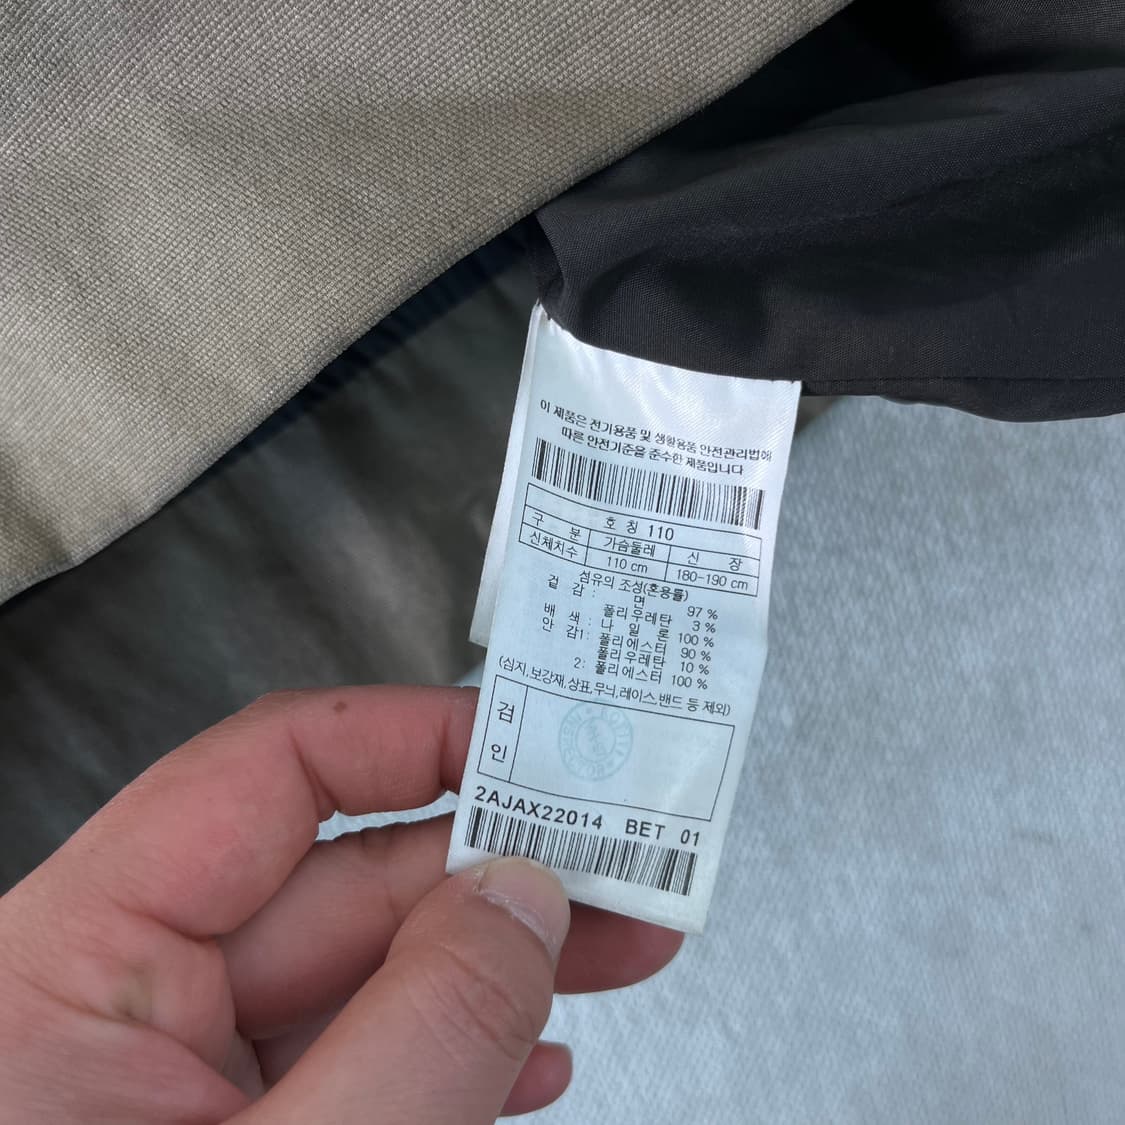 이 제품은 전기용품 및 생활용품 안전관리법에
따른 안전기준을 준수한 제품입니다
호 칭 110
구 분 가슴둘레 신 장
신체치수 110 cm 180-190 cm
섬유의 조성(혼용률)
겉 감 : 면 97 %
폴리우레탄 3 %
배 색 : 나 일 론 100 %
안 감1: 폴리에스터 90 %
폴리우레탄 10 %
2: 폴리에스터 100 %
(심지,보강재,상표,무늬,레이스,밴드 등 제외)
검
인
2AJAX22014 BET 01